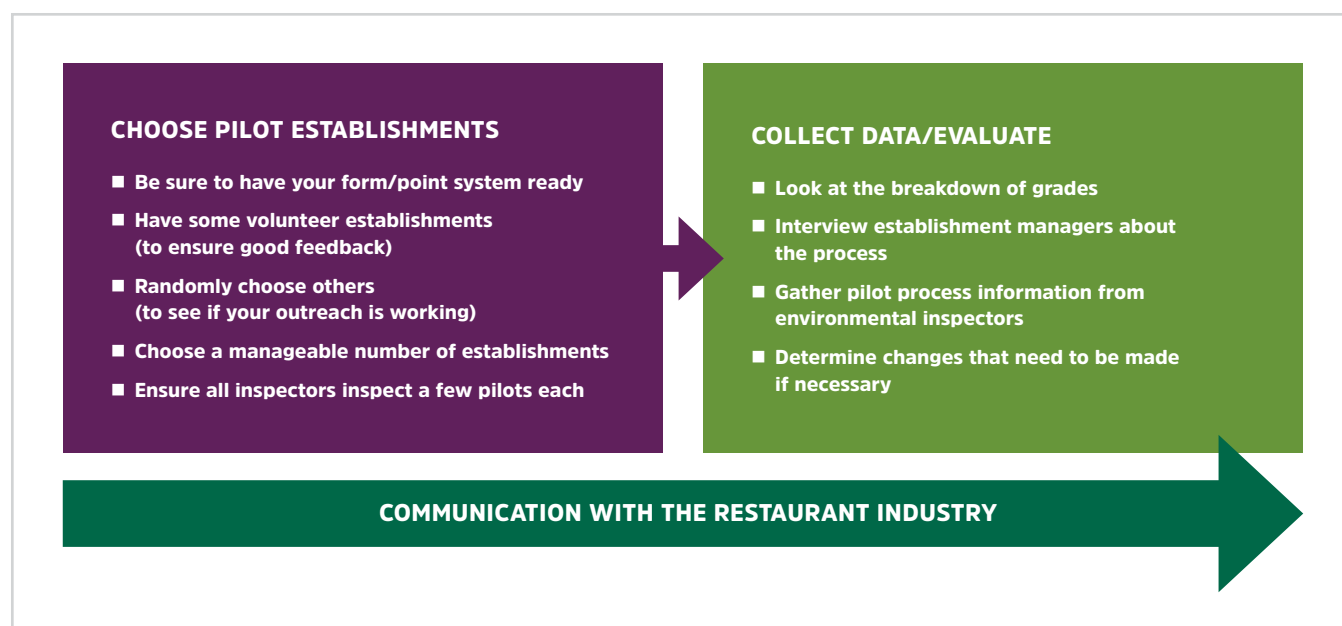 CHOOSE PILOT ESTABLISHMENTS
■ Be sure to have your form/point system ready
■ Have some volunteer establishments
(to ensure good feedback)
■ Randomly choose others
(to see if your outreach is working)
■ Choose a manageable number of establishments
■ Ensure all inspectors inspect a few pilots each
COLLECT DATA/EVALUATE
■ Look at the breakdown of grades
■ Interview establishment managers about
the process
■ Gather pilot process information from
environmental inspectors
■ Determine changes that need to be made
if necessary
COMMUNICATION WITH THE RESTAURANT INDUSTRY